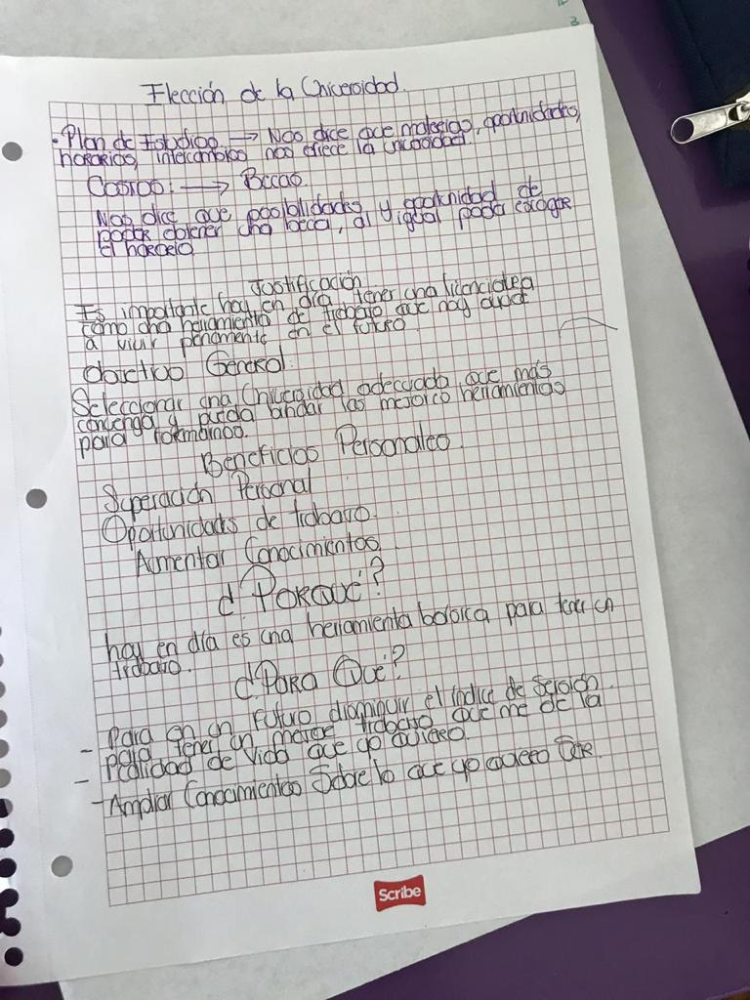 Elección de la Universidad
• Plan de Estudios. → Nos dice que materias, oportunidades,
horarios, intercambios nos ofrece la universidad.
Costos: → Becas
Nos dice que posibilidades y oportunidad de
poder obtener una beca, al igual poder escoger
el horario
Justificación
Es importante hoy en día tener una licenciatura
como una herramienta de trabajo que nos ayude
a vivir plenamente en el futuro.
Objetivo General
Seleccionar una Universidad adecuada que más
convenga y pueda brindar las mejores herramientas
para formarnos.
Beneficios Personales.
Superación Personal
Oportunidades de trabajo.
Aumentar Conocimientos.
¿Porqué?
hoy en día es una herramienta básica para tener un
trabajo.
¿Para Qué?
- Para en un futuro disminuir el índice de
para tener un trabajo que me de la
- calidad de vida que yo quiero.
- Ampliar Conocimientos Sobre lo que yo quiero Ser.
Scribe